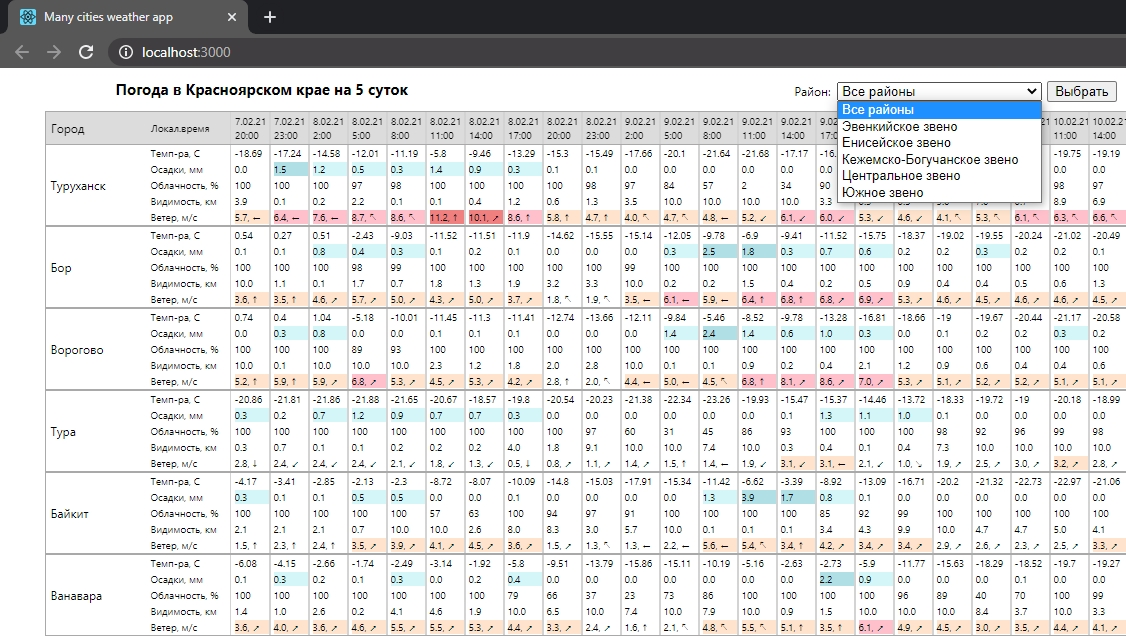 Many cities weather app
localhost:3000
Погода в Красноярском крае на 5 суток
Район: Все районы Выбрать
Все районы
Эвенкийское звено
Енисейское звено
Кежемско-Богучанское звено
Центральное звено
Южное звено
Город Локал.время
7.02.21 7.02.21 8.02.21 8.02.21 8.02.21 8.02.21 8.02.21 8.02.21 8.02.21 8.02.21 9.02.21 9.02.21 9.02.21 9.02.21 9.02.21 10.02.21 10.02.21
20:00 23:00 2:00 5:00 8:00 11:00 14:00 17:00 20:00 23:00 2:00 5:00 8:00 11:00 14:00 11:00 14:00
Туруханск
Темп-ра, С -18.69 -17.24 -14.58 -12.01 -11.19 -5.8 -9.46 -13.29 -15.3 -15.49 -17.66 -20.1 -21.64 -21.68 -17.17 -19.75 -19.19
Осадки, мм 0.0 1.5 1.2 0.5 0.3 1.4 0.9 0.3 0.1 0.1 0.0 0.0 0.0 0.0 0.0 0.0 0.0
Облачность, % 100 100 100 97 98 100 100 100 100 98 97 84 57 2 34 98 97
Видимость, км 3.9 0.1 0.2 2.2 0.1 0.1 0.4 1.2 0.6 1.3 3.5 10.0 10.0 10.0 10.0 0.8 6.9
Ветер, м/с 5.7, ← 6.4, ← 7.6, ← 8.7, ↖ 8.6, ↖ 11.2, ↑ 10.1, ↗ 8.6, ↑ 5.8, ↑ 4.7, ↑ 4.0, ↖ 4.7, ↖ 4.8, ← 5.2, ↙ 6.1, ↙ 6.0, ↙ 5.3, ↙ 4.6, ↙ 4.1, ↖ 5.3, ↖ 6.1, ↖ 6.3, ↖ 6.6, ↖
Бор
Темп-ра, С 0.54 0.27 0.51 -2.43 -9.03 -11.52 -11.51 -11.9 -14.62 -15.55 -15.14 -12.05 -9.78 -6.9 -9.41 -11.52 -15.75 -18.37 -19.02 -19.55 -20.24 -21.02 -20.49
Осадки, мм 0.1 0.1 0.8 0.4 0.3 0.1 0.2 0.1 0.0 0.0 0.0 0.3 2.5 1.8 0.3 0.7 0.6 0.2 0.2 0.3 0.2 0.2 0.1
Облачность, % 100 100 100 98 99 100 100 100 100 100 99 100 100 100 100 100 100 100 100 100 100 100 100
Видимость, км 10.0 1.1 0.1 1.7 0.7 1.8 1.3 1.9 3.2 3.3 10.0 0.2 0.2 1.5 0.4 0.2 0.5 0.9 0.4 0.4 0.5 0.6 1.3
Ветер, м/с 3.6, ↑ 3.5, ↑ 4.6, ↗ 5.7, ↗ 5.0, ↗ 4.3, ↗ 5.0, ↗ 3.7, ↗ 1.8, ↖ 1.9, ↖ 3.5, ← 6.1, ← 5.9, ← 6.4, ↑ 6.8, ↑ 6.8, ↗ 6.9, ↗ 5.3, ↗ 4.6, ↗ 4.5, ↗ 4.6, ↗ 4.6, ↗ 4.5, ↗
Ворогово
Темп-ра, С 0.74 0.4 1.04 -5.18 -10.01 -11.45 -11.3 -11.41 -12.74 -13.66 -12.11 -9.84 -5.46 -8.52 -9.78 -13.28 -16.81 -18.66 -19 -19.67 -20.44 -21.17 -20.58
Осадки, мм 0.0 0.3 0.8 0.0 0.0 0.1 0.1 0.1 0.0 0.0 0.0 1.4 2.4 1.4 0.6 1.0 0.3 0.0 0.1 0.2 0.2 0.3 0.2
Облачность, % 100 100 100 89 93 100 100 100 100 100 100 100 100 100 100 100 100 100 100 100 100 100 100
Видимость, км 10.0 0.1 10.0 10.0 10.0 2.3 1.2 1.8 2.0 2.8 10.0 0.1 0.1 0.9 0.2 0.4 2.1 1.2 0.9 0.6 0.4 0.4 0.6
Ветер, м/с 5.2, ↑ 5.9, ↑ 5.9, ↗ 6.8, ↗ 5.3, ↗ 4.5, ↗ 5.3, ↗ 4.2, ↗ 2.8, ↑ 2.0, ↖ 4.4, ← 5.0, ← 4.5, ↖ 6.8, ↑ 8.1, ↗ 8.6, ↗ 7.0, ↗ 5.3, ↗ 5.1, ↗ 5.2, ↗ 5.2, ↗ 5.1, ↗ 5.1, ↗
Тура
Темп-ра, С -20.86 -21.81 -21.86 -21.88 -21.65 -20.67 -18.57 -19.8 -20.54 -20.23 -21.38 -22.34 -23.26 -19.93 -15.47 -15.37 -14.46 -13.72 -18.33 -19.72 -19 -20.18 -18.99
Осадки, мм 0.3 0.2 0.7 1.2 0.9 0.7 0.7 0.3 0.0 0.0 0.0 0.0 0.0 0.0 0.1 1.3 1.1 1.0 0.0 0.0 0.0 0.0 0.0
Облачность, % 100 100 100 100 100 100 100 100 100 97 60 31 45 86 93 100 100 100 98 92 96 99 98
Видимость, км 0.3 0.7 0.1 0.1 0.2 0.2 0.2 4.0 1.8 9.1 10.0 10.0 7.4 10.0 0.3 0.4 0.1 0.4 7.3 10.0 10.0 10.0 10.0
Ветер, м/с 2.8, ↓ 2.4, ↙ 2.4, ↙ 2.4, ↙ 2.1, ↙ 1.8, ↙ 1.3, ↙ 0.5, ↓ 0.8, ↗ 1.1, ↗ 1.4, ↗ 1.5, ↑ 1.4, ← 1.9, ↙ 3.1, ↙ 3.1, ← 2.1, ↙ 1.0, ↘ 1.9, ↗ 2.5, ↗ 3.0, ↗ 3.2, ↗ 2.8, ↗
Байкит
Темп-ра, С -4.17 -3.41 -2.85 -2.13 -2.3 -8.72 -8.07 -10.09 -14.8 -15.03 -17.91 -15.34 -11.42 -6.62 -3.39 -8.92 -13.09 -16.71 -20.2 -21.32 -22.73 -22.97 -21.06
Осадки, мм 0.3 0.1 0.1 0.5 0.5 0.0 0.0 0.1 0.0 0.0 0.0 0.0 1.3 3.9 1.7 0.8 0.1 0.0 0.0 0.0 0.0 0.0 0.0
Облачность, % 100 100 100 100 100 57 63 100 94 97 91 100 100 100 100 85 92 99 100 100 100 100 100
Видимость, км 2.1 2.1 2.1 0.7 10.0 10.0 2.6 8.0 8.3 3.0 5.7 10.0 0.1 0.1 0.1 3.4 4.3 9.9 10.0 4.7 4.7 5.0 4.1
Ветер, м/с 1.5, ↑ 2.3, ↑ 2.4, ↑ 3.5, ↗ 3.9, ↗ 4.1, ↗ 4.5, ↗ 3.6, ↗ 1.5, ↗ 1.3, ↖ 1.3, ← 2.2, ← 5.6, ← 5.4, ↖ 3.4, ↑ 4.2, ↗ 3.4, ↗ 3.4, ↗ 2.9, ↗ 2.6, ↗ 2.3, ↗ 2.5, ↗ 3.3, ↗
Ванавара
Темп-ра, С -6.08 -4.15 -2.66 -1.74 -2.49 -3.14 -1.92 -5.8 -9.51 -13.79 -15.86 -15.11 -10.19 -5.16 -2.63 -2.73 -5.9 -11.77 -15.63 -18.29 -18.52 -19.7 -19.27
Осадки, мм 0.1 0.3 0.2 0.1 0.3 0.0 0.2 0.4 0.0 0.0 0.0 0.0 0.0 0.0 0.0 2.2 0.9 0.0 0.0 0.0 0.1 0.0 0.0
Облачность, % 100 100 100 100 100 100 100 79 66 37 23 73 86 100 100 100 100 96 89 40 70 100 99
Видимость, км 1.4 1.0 2.6 0.2 4.1 4.6 1.9 10.0 6.5 10.0 7.4 10.0 7.9 10.0 0.9 1.5 10.0 10.0 10.0 8.4 3.7 10.0 3.3
Ветер, м/с 3.6, ↗ 4.0, ↗ 3.6, ↗ 4.6, ↗ 5.5, ↗ 5.5, ↗ 5.3, ↗ 4.4, ↗ 3.3, ↗ 2.4, ↗ 1.6, ↑ 2.1, ↖ 4.8, ↖ 5.5, ↖ 5.1, ↑ 3.5, ↑ 6.1, ↗ 4.9, ↗ 4.5, ↗ 3.0, ↗ 3.5, ↗ 4.4, ↗ 4.1, ↗